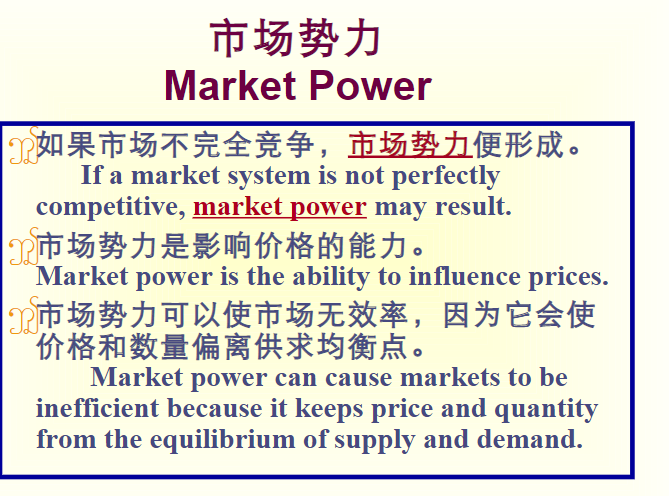 市场势力
Market Power
如果市场不完全竞争，市场势力便形成。
If a market system is not perfectly
competitive, market power may result.
市场势力是影响价格的能力。
Market power is the ability to influence prices.
市场势力可以使市场无效率，因为它会使
价格和数量偏离供求均衡点。
Market power can cause markets to be
inefficient because it keeps price and quantity
from the equilibrium of supply and demand.